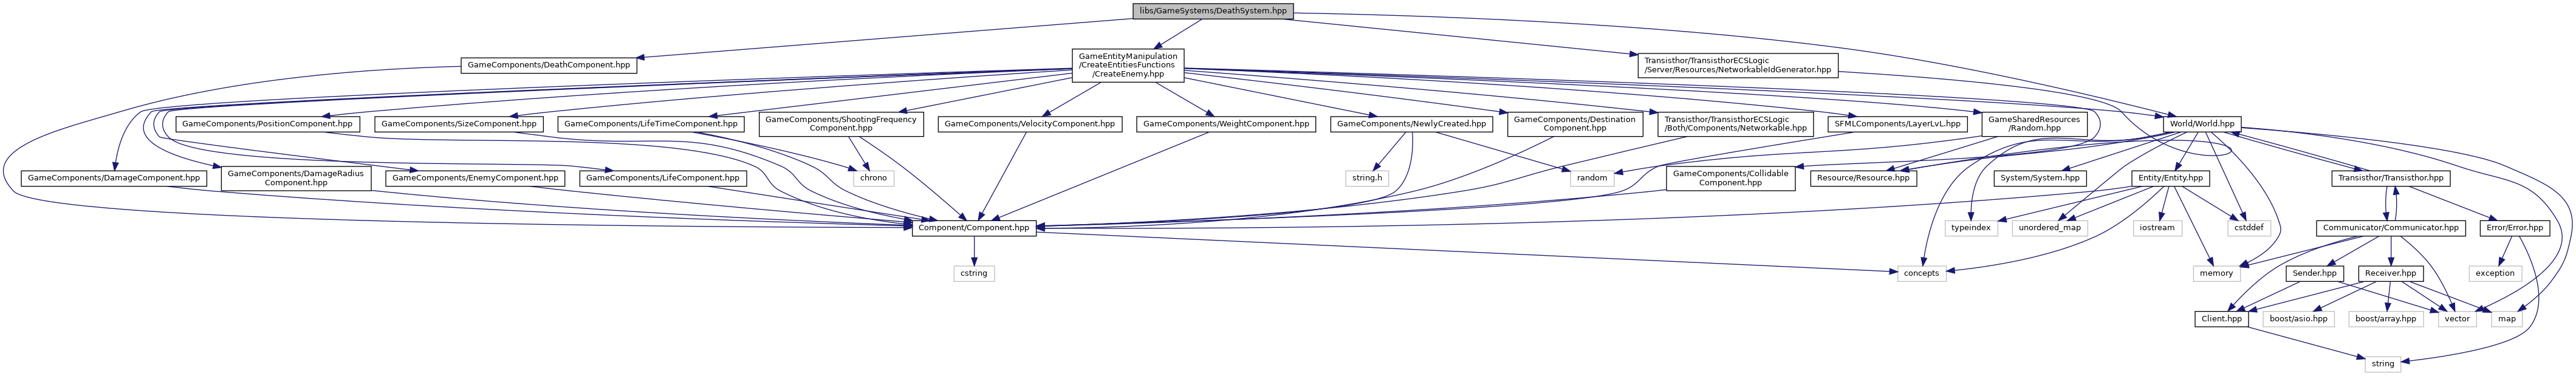 libs/GameSystems/DeathSystem.hpp
GameComponents/DeathComponent.hpp
GameEntityManipulation
/CreateEntitiesFunctions
/CreateEnemy.hpp
Transisthor/TransisthorECSLogic
/Server/Resources/NetworkableIdGenerator.hpp
GameComponents/PositionComponent.hpp
GameComponents/SizeComponent.hpp
GameComponents/LifeTimeComponent.hpp
GameComponents/ShootingFrequency
Component.hpp
GameComponents/VelocityComponent.hpp
GameComponents/WeightComponent.hpp
GameComponents/NewlyCreated.hpp
GameComponents/Destination
Component.hpp
Transisthor/TransisthorECSLogic
/Both/Components/Networkable.hpp
SFMLComponents/LayerLvL.hpp
GameSharedResources
/Random.hpp
World/World.hpp
GameComponents/DamageComponent.hpp
GameComponents/DamageRadius
Component.hpp
GameComponents/EnemyComponent.hpp
GameComponents/LifeComponent.hpp
chrono
string.h
random
GameComponents/Collidable
Component.hpp
Resource/Resource.hpp
System/System.hpp
Entity/Entity.hpp
Transisthor/Transisthor.hpp
Component/Component.hpp
typeindex
unordered_map
iostream
cstddef
Communicator/Communicator.hpp
Error/Error.hpp
cstring
concepts
memory
Sender.hpp
Receiver.hpp
exception
Client.hpp
boost/asio.hpp
boost/array.hpp
vector
map
string